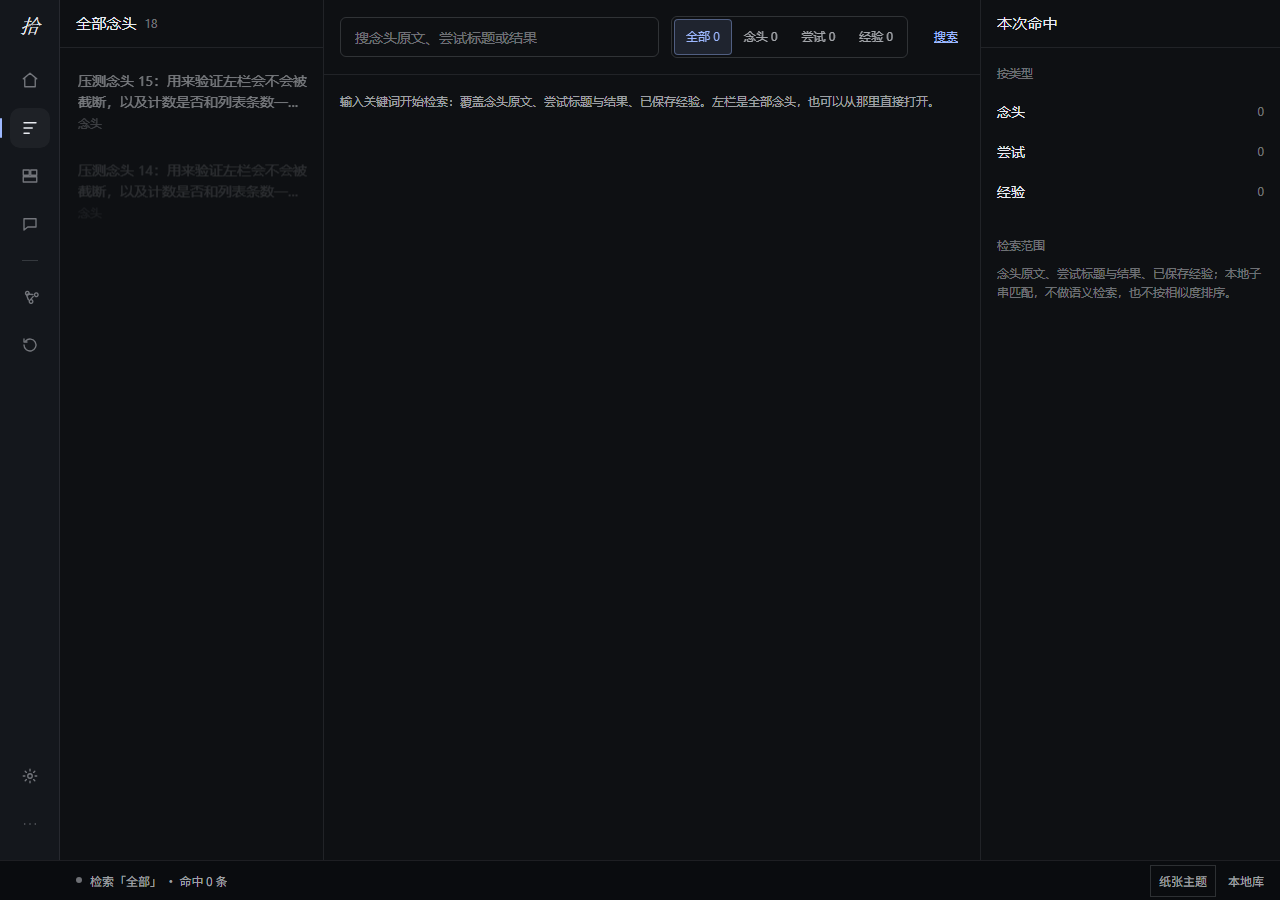 拾
全部念头 18
压测念头 15：用来验证左栏会不会被
截断，以及计数是否和列表条数一...
念头
压测念头 14：用来验证左栏会不会被
截断，以及计数是否和列表条数一...
念头
搜念头原文、尝试标题或结果
全部 0 念头 0 尝试 0 经验 0 搜索
输入关键词开始检索：覆盖念头原文、尝试标题与结果、已保存经验。左栏是全部念头，也可以从那里直接打开。
本次命中
按类型
念头 0
尝试 0
经验 0
检索范围
念头原文、尝试标题与结果、已保存经验；本地子
串匹配，不做语义检索，也不按相似度排序。
检索「全部」 · 命中 0 条
纸张主题 本地库